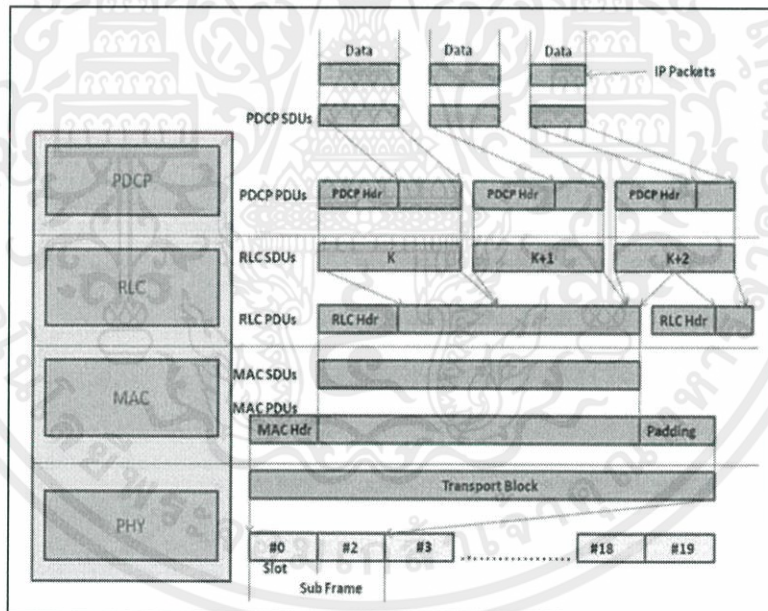 Data Data Data
IP Packets
PDCP SDUs
PDCP
PDCP PDUs PDCP Hdr PDCP Hdr PDCP Hdr
RLC SDUs K K+1 K+2
RLC
RLC PDUs RLC Hdr RLC Hdr
MAC SDUs
MAC
MAC PDUs
MAC Hdr Padding
Transport Block
PHY
#0 #2 #3 ............... #18 #19
Slot
Sub Frame